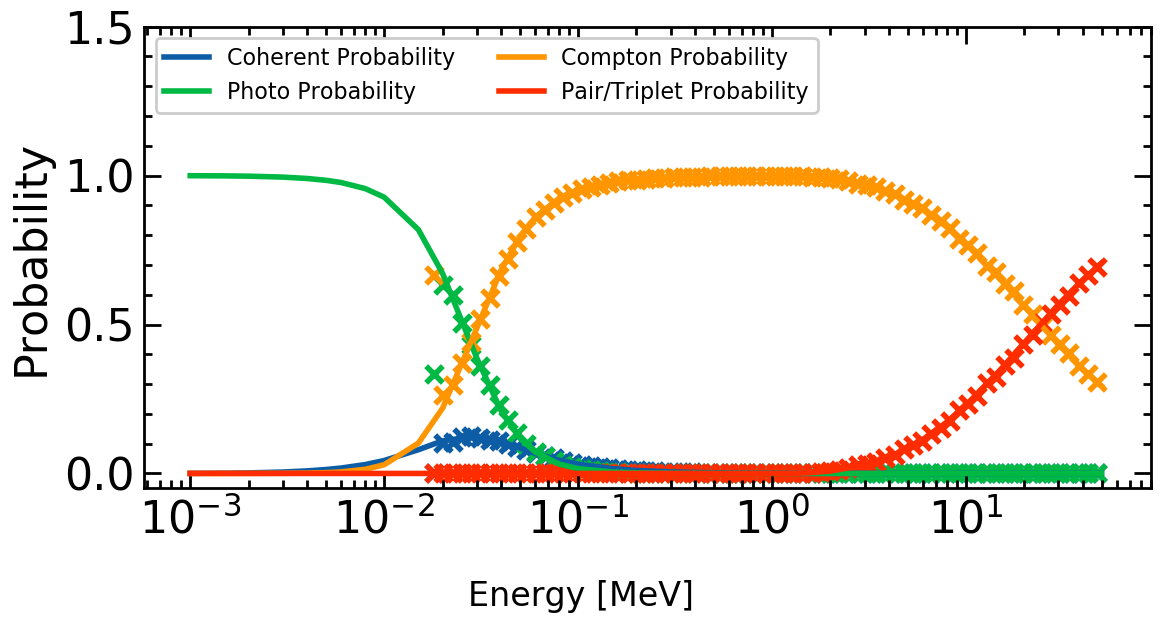 Coherent Probability
Photo Probability
Compton Probability
Pair/Triplet Probability
1.5
1.0
0.5
0.0
Probability
10⁻³ 10⁻² 10⁻¹ 10⁰ 10¹
Energy [MeV]